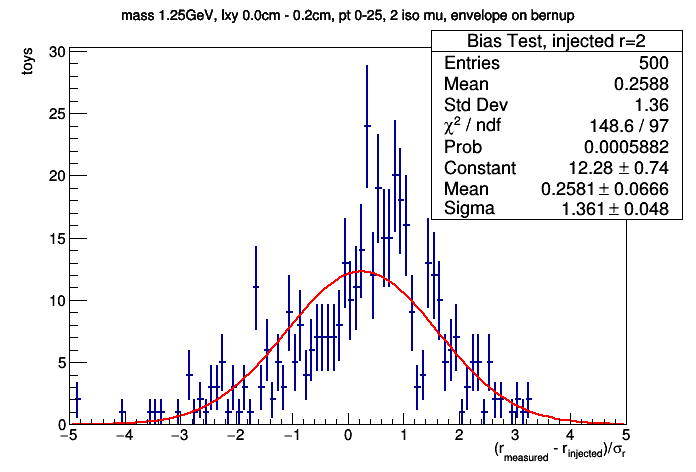 mass 1.25GeV, lxy 0.0cm - 0.2cm, pt 0-25, 2 iso mu, envelope on bernup
Bias Test, injected r=2
Entries 500
Mean 0.2588
Std Dev 1.36
χ² / ndf 148.6 / 97
Prob 0.0005882
Constant 12.28 ± 0.74
Mean 0.2581 ± 0.0666
Sigma 1.361 ± 0.048
toys
30
25
20
15
10
5
0
−5 −4 −3 −2 −1 0 1 2 3 4 5
(r_measured - r_injected)/σ_r